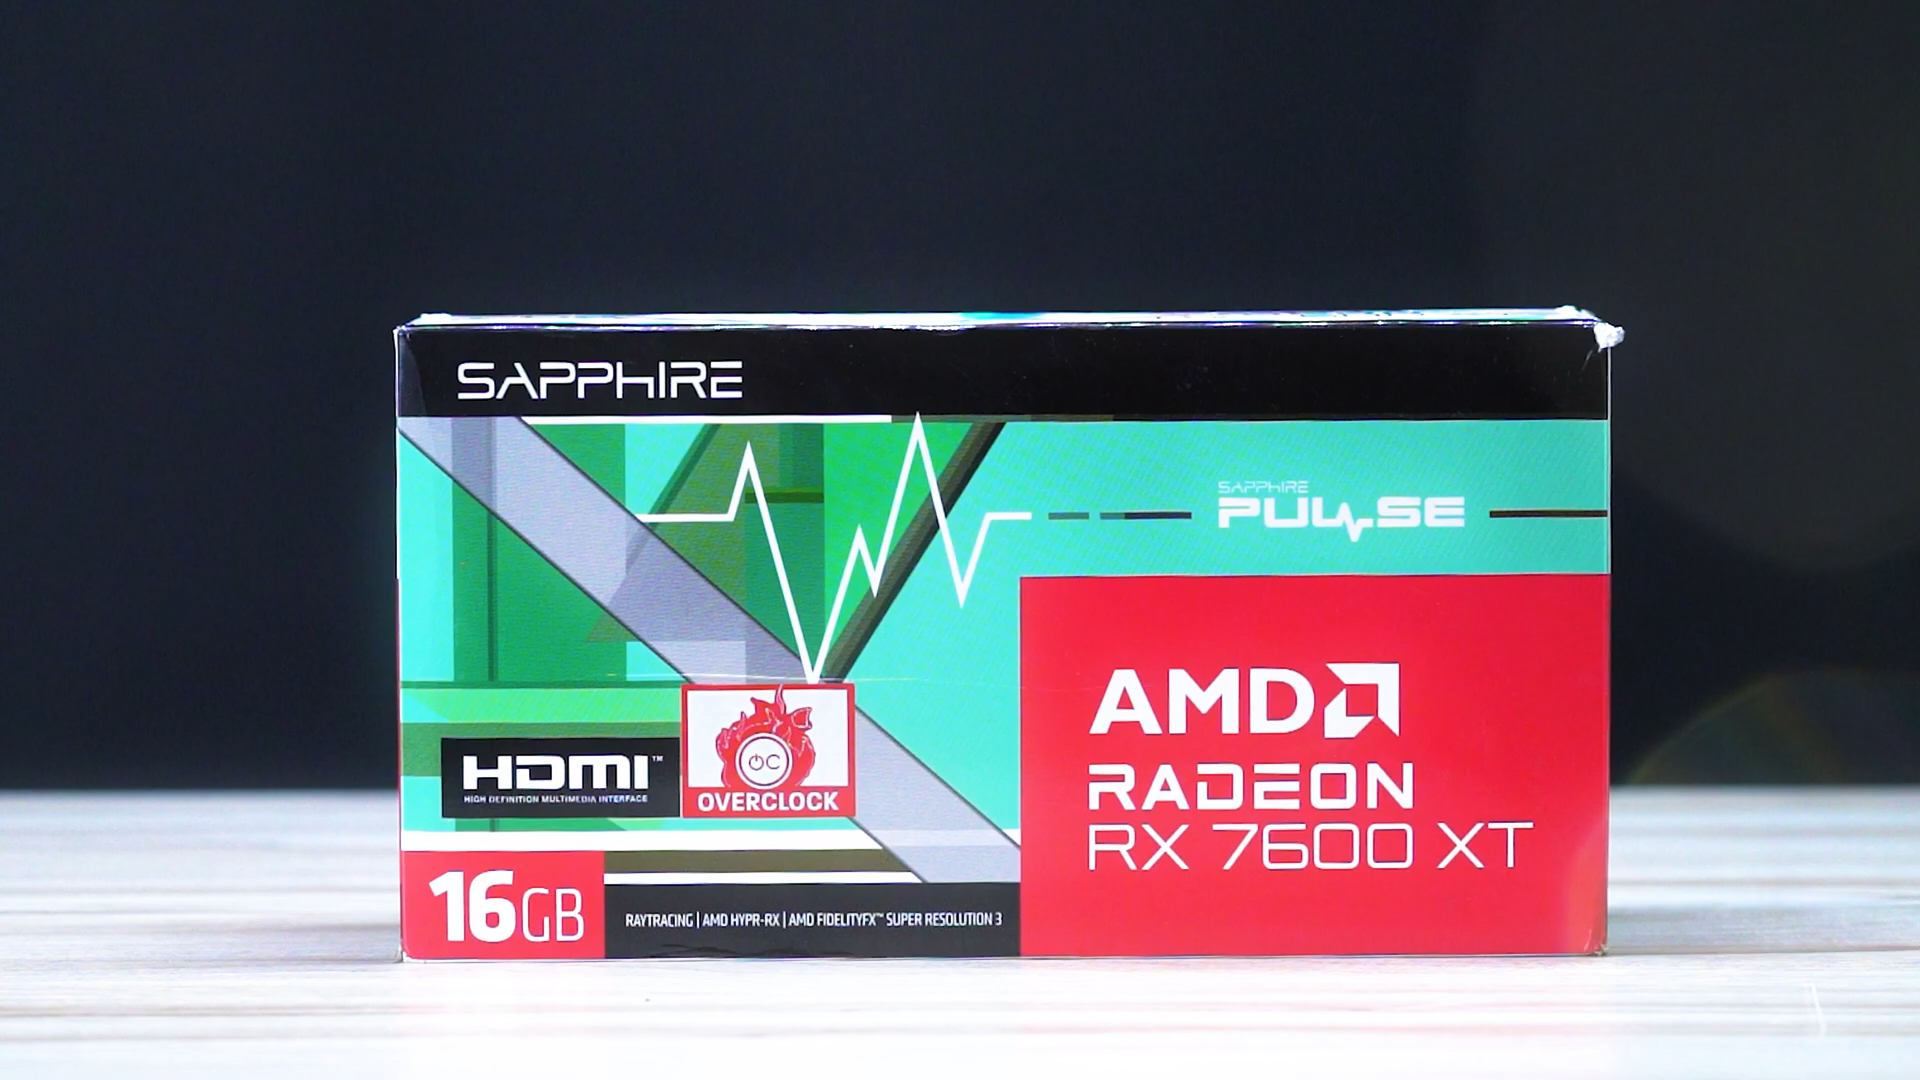 SAPPHIRE
SAPPHIRE
PULSE
AMD
RADEON
RX 7600 XT
HDMI™
HIGH DEFINITION MULTIMEDIA INTERFACE
OC
OVERCLOCK
16GB
RAYTRACING | AMD HYPR-RX | AMD FIDELITYFX™ SUPER RESOLUTION 3